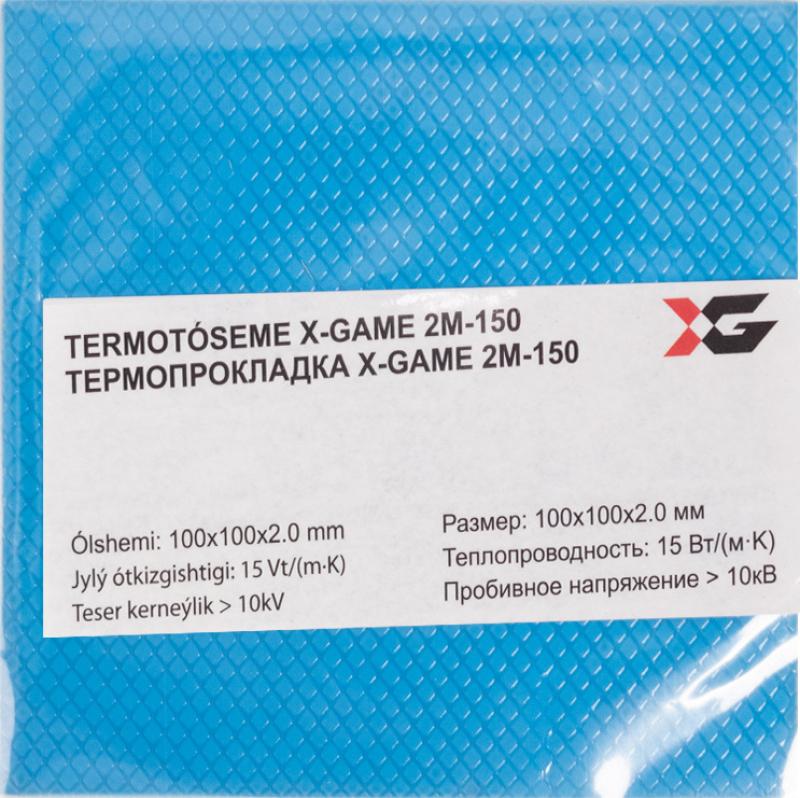 TERMOTÓSEME X-GAME 2M-150
ТЕРМОПРОКЛАДКА X-GAME 2M-150
XG
Ólshemi: 100x100x2.0 mm
Jylý ótkizgishtigi: 15 Vt/(m·K)
Teser kerneýlik > 10kV
Размер: 100x100x2.0 мм
Теплопроводность: 15 Вт/(м·К)
Пробивное напряжение > 10кВ